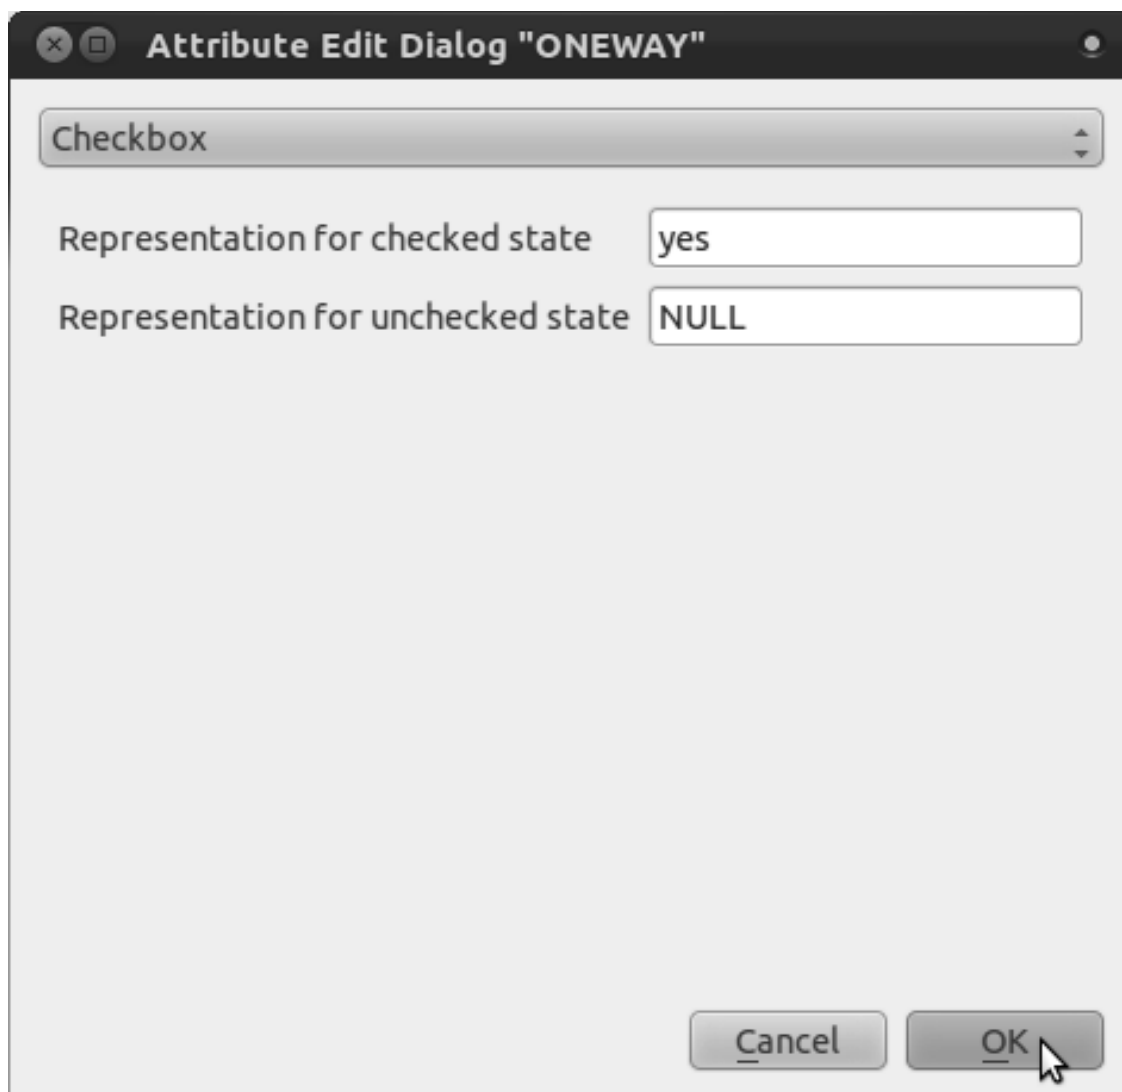 Attribute Edit Dialog "ONEWAY"
Checkbox
Representation for checked state yes
Representation for unchecked state NULL
Cancel OK